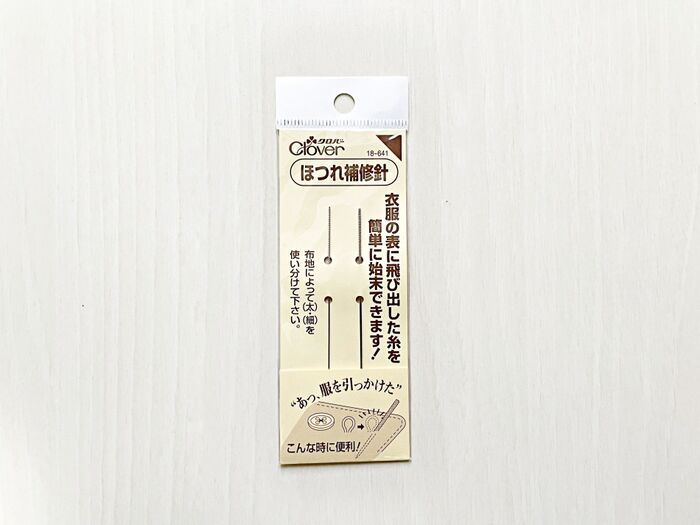 クロバー
Clover
18-641
ほつれ補修針
衣服の表に飛び出した糸を
簡単に始末できます!
布地によって(太)・(細)を
使い分けて下さい。
“あっ、服を引っかけた”
こんな時に便利!